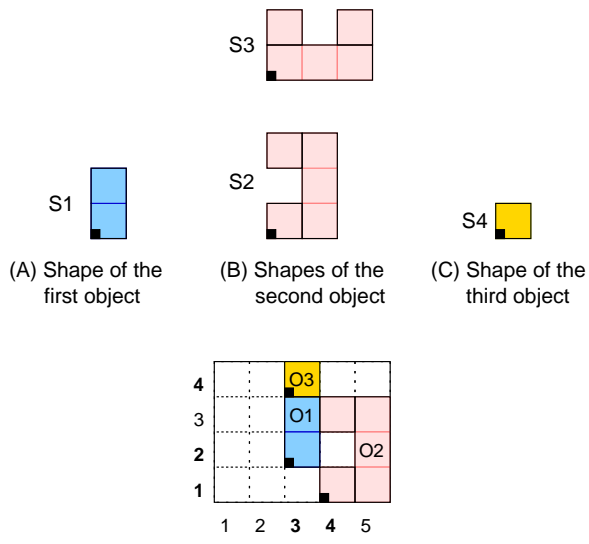 S3
S2
S1
S4
(A) Shape of the
first object
(B) Shapes of the
second object
(C) Shape of the
third object
4 O3
3 O1
2 O2
1
1 2 3 4 5